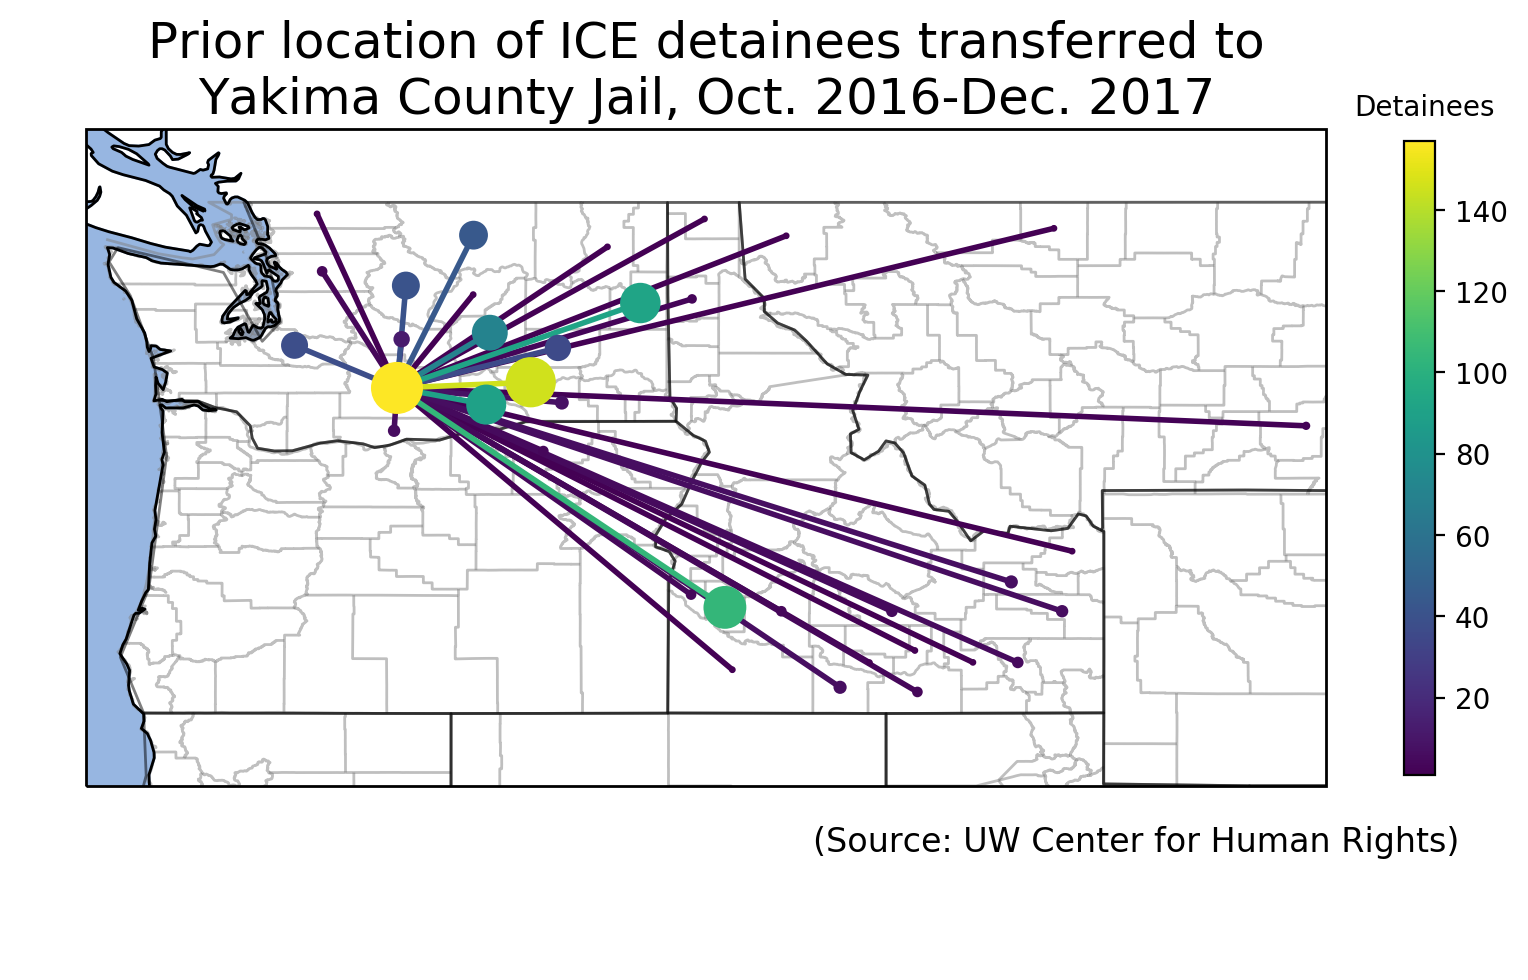 Prior location of ICE detainees transferred to
Yakima County Jail, Oct. 2016-Dec. 2017
Detainees
140
120
100
80
60
40
20
(Source: UW Center for Human Rights)